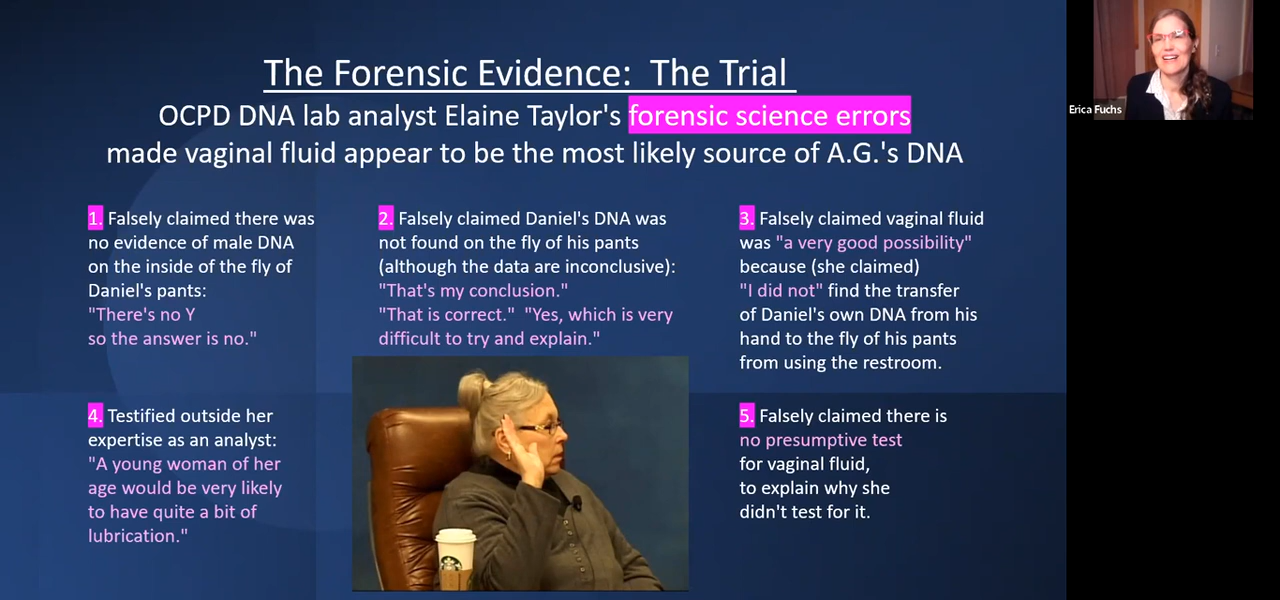 The Forensic Evidence:  The Trial
OCPD DNA lab analyst Elaine Taylor's forensic science errors
made vaginal fluid appear to be the most likely source of A.G.'s DNA
1. Falsely claimed there was
no evidence of male DNA
on the inside of the fly of
Daniel's pants:
"There's no Y
so the answer is no."
2. Falsely claimed Daniel's DNA was
not found on the fly of his pants
(although the data are inconclusive):
"That's my conclusion."
"That is correct."  "Yes, which is very
difficult to try and explain."
3. Falsely claimed vaginal fluid
was "a very good possibility"
because (she claimed)
"I did not" find the transfer
of Daniel's own DNA from his
hand to the fly of his pants
from using the restroom.
4. Testified outside her
expertise as an analyst:
"A young woman of her
age would be very likely
to have quite a bit of
lubrication."
5. Falsely claimed there is
no presumptive test
for vaginal fluid,
to explain why she
didn't test for it.
Erica Fuchs